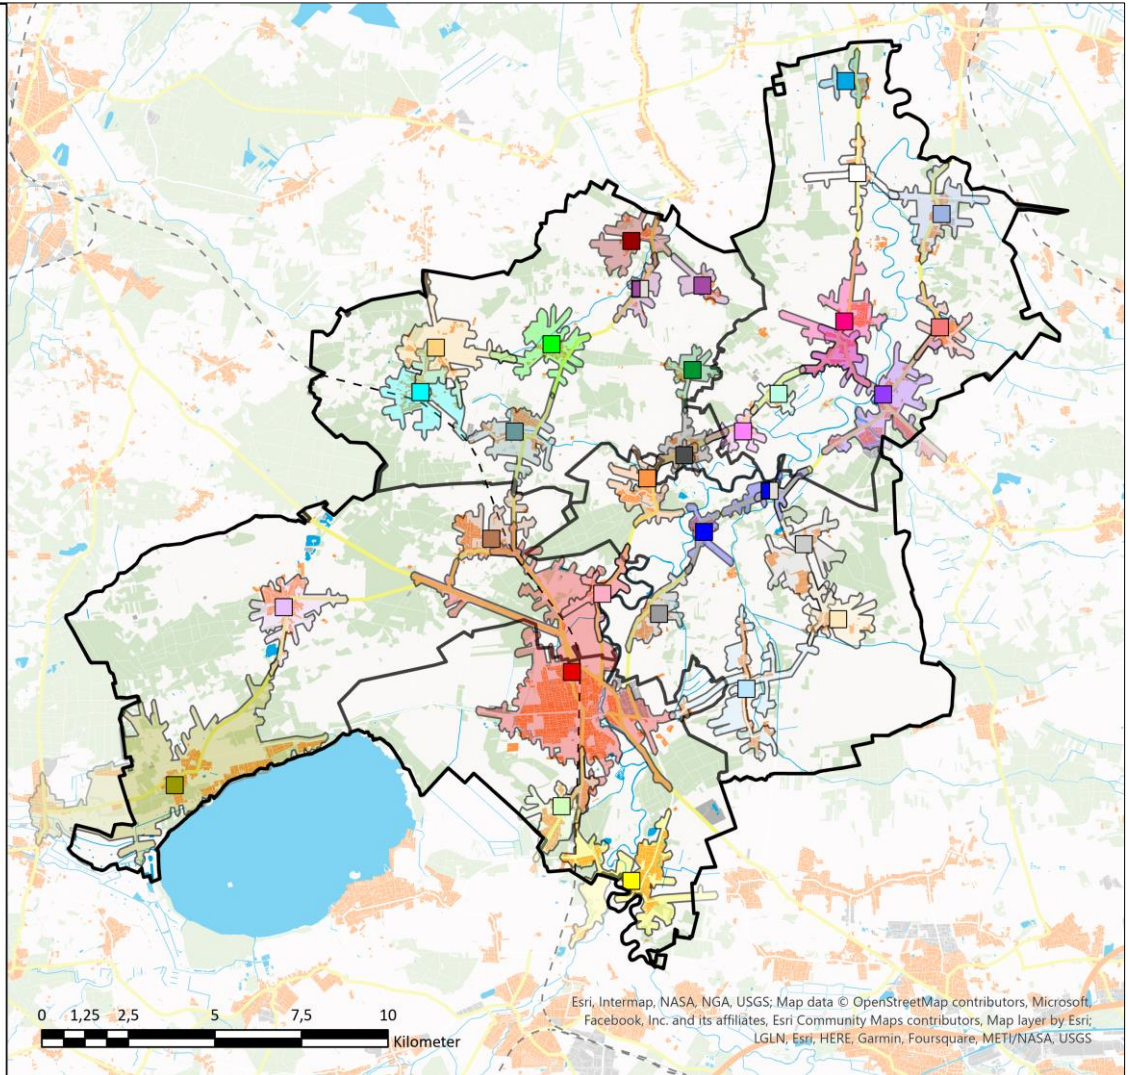 0 1,25 2,5 5 7,5 10
Kilometer
Esri, Intermap, NASA, NGA, USGS; Map data © OpenStreetMap contributors, Microsoft,
Facebook, Inc. and its affiliates, Esri Community Maps contributors, Map layer by Esri;
LGLN, Esri, HERE, Garmin, Foursquare, METI/NASA, USGS